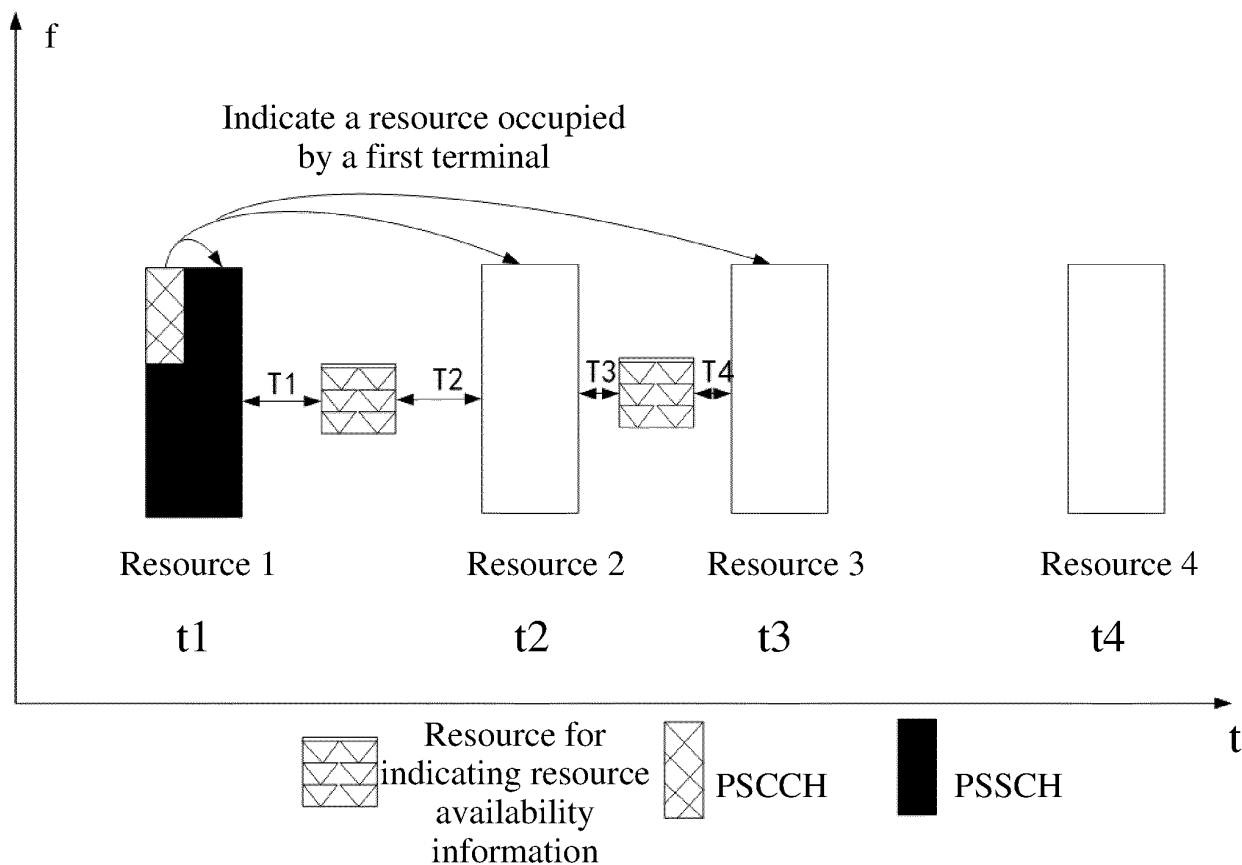 f
Indicate a resource occupied
by a first terminal
T1
T2
T3
T4
Resource 1
Resource 2
Resource 3
Resource 4
t1
t2
t3
t4
t
Resource for
indicating resource
availability
information
PSCCH
PSSCH